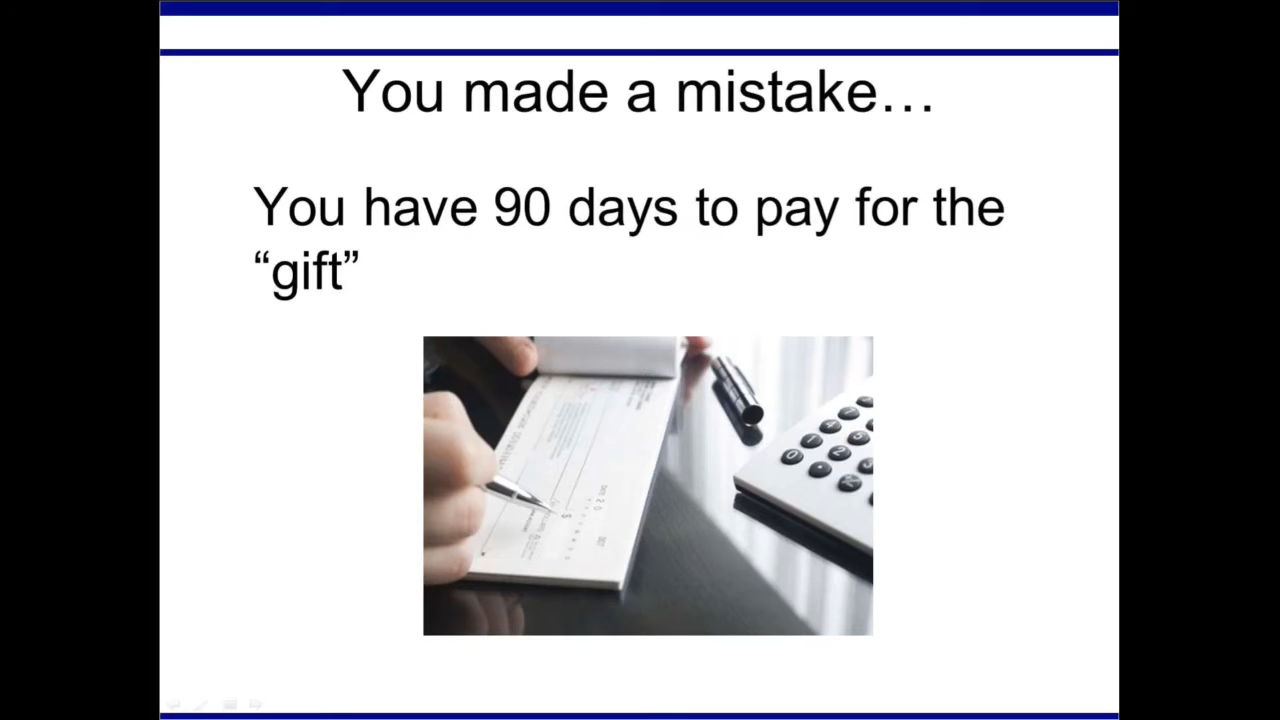 You made a mistake…
You have 90 days to pay for the
“gift”